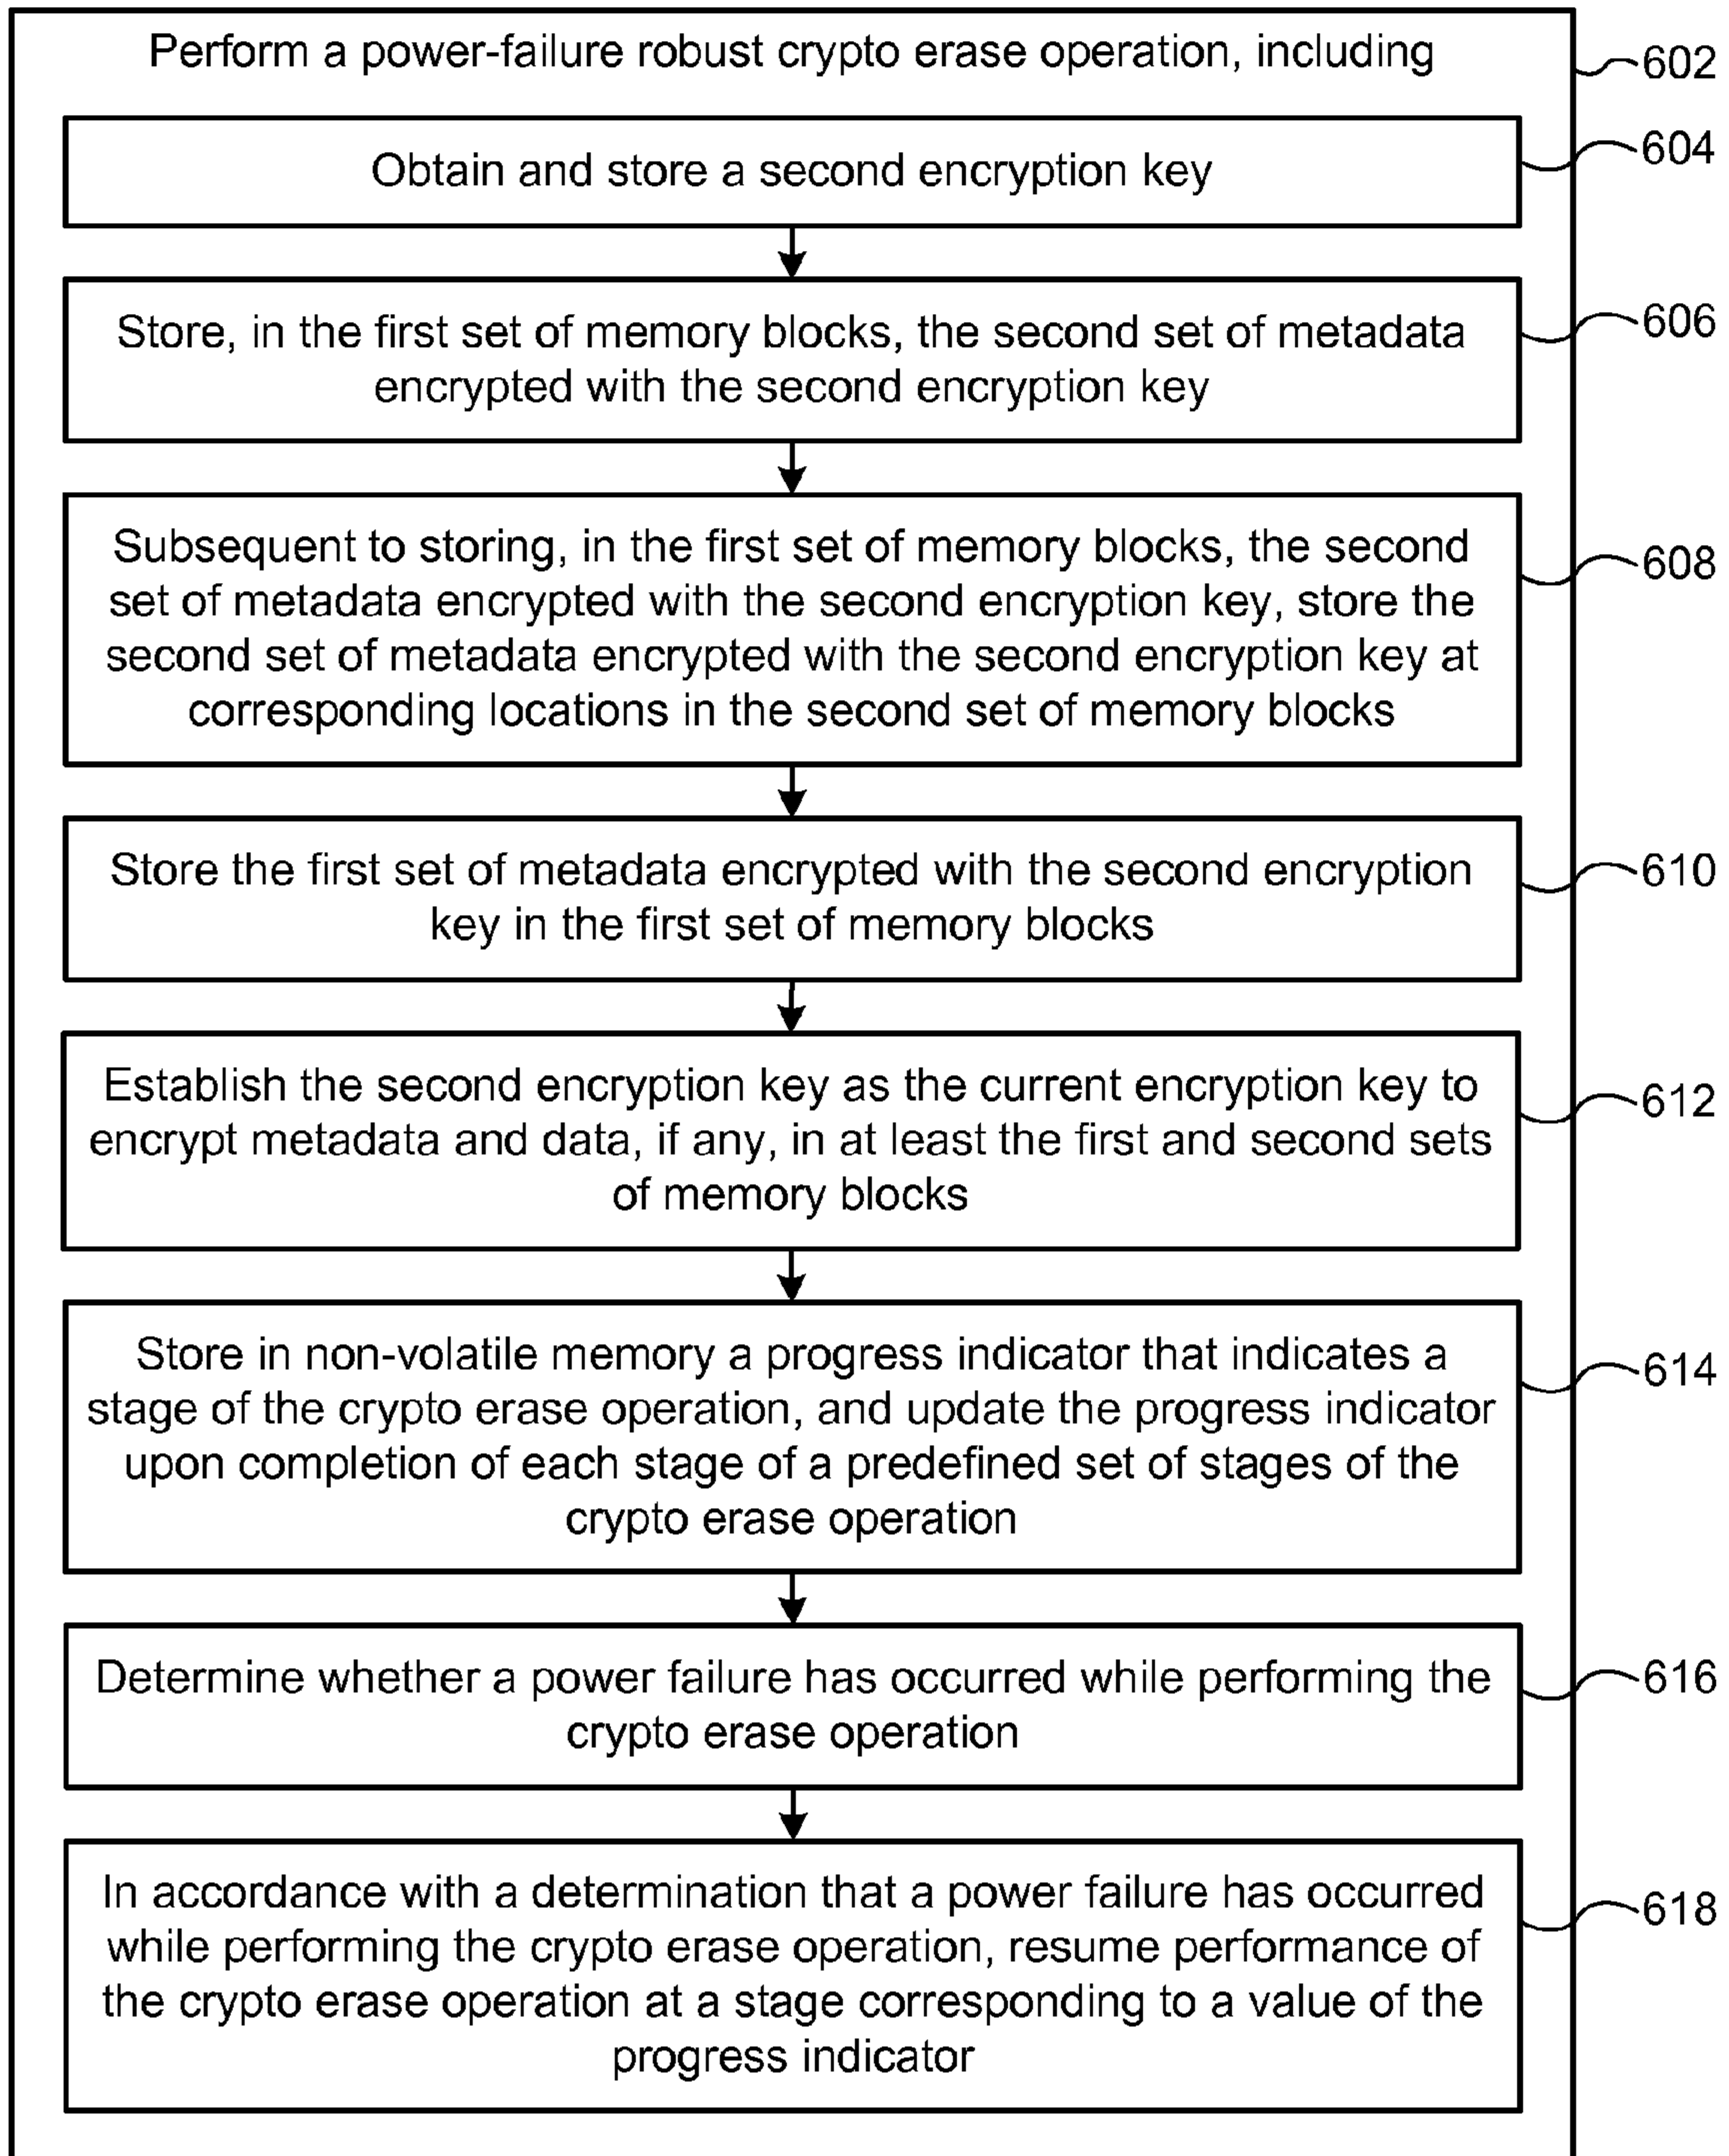 Perform a power-failure robust crypto erase operation, including
602
Obtain and store a second encryption key
604
Store, in the first set of memory blocks, the second set of metadata
encrypted with the second encryption key
606
Subsequent to storing, in the first set of memory blocks, the second
set of metadata encrypted with the second encryption key, store the
second set of metadata encrypted with the second encryption key at
corresponding locations in the second set of memory blocks
608
Store the first set of metadata encrypted with the second encryption
key in the first set of memory blocks
610
Establish the second encryption key as the current encryption key to
encrypt metadata and data, if any, in at least the first and second sets
of memory blocks
612
Store in non-volatile memory a progress indicator that indicates a
stage of the crypto erase operation, and update the progress indicator
upon completion of each stage of a predefined set of stages of the
crypto erase operation
614
Determine whether a power failure has occurred while performing the
crypto erase operation
616
In accordance with a determination that a power failure has occurred
while performing the crypto erase operation, resume performance of
the crypto erase operation at a stage corresponding to a value of the
progress indicator
618